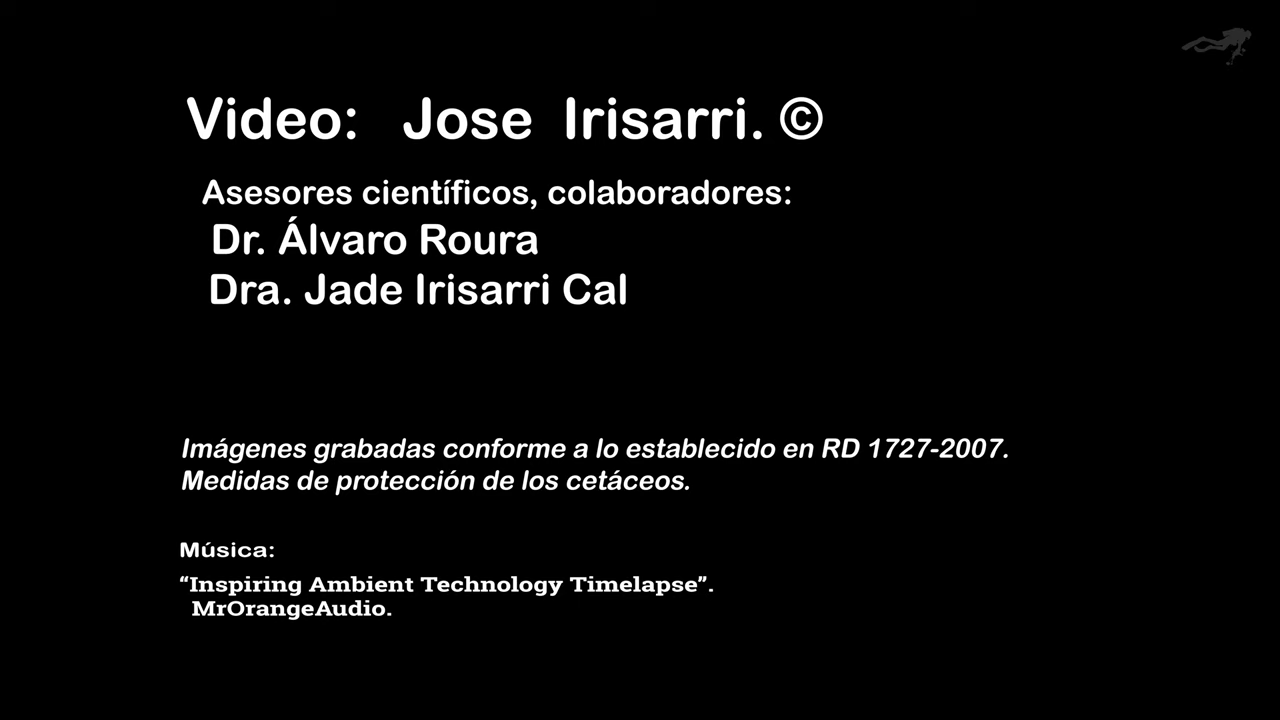 Video: Jose Irisarri. ©
Asesores científicos, colaboradores:
Dr. Álvaro Roura
Dra. Jade Irisarri Cal
Imágenes grabadas conforme a lo establecido en RD 1727-2007.
Medidas de protección de los cetáceos.
Música:
“Inspiring Ambient Technology Timelapse”.
MrOrangeAudio.